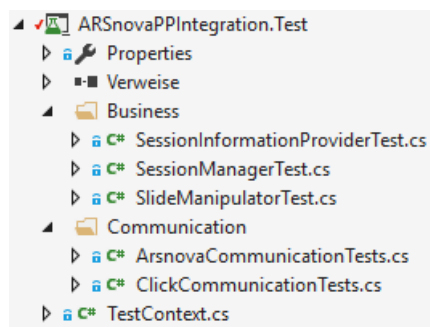 ARSnovaPPIntegration.Test
Properties
Verweise
Business
C# SessionInformationProviderTest.cs
C# SessionManagerTest.cs
C# SlideManipulatorTest.cs
Communication
C# ArsnovaCommunicationTests.cs
C# ClickCommunicationTests.cs
C# TestContext.cs